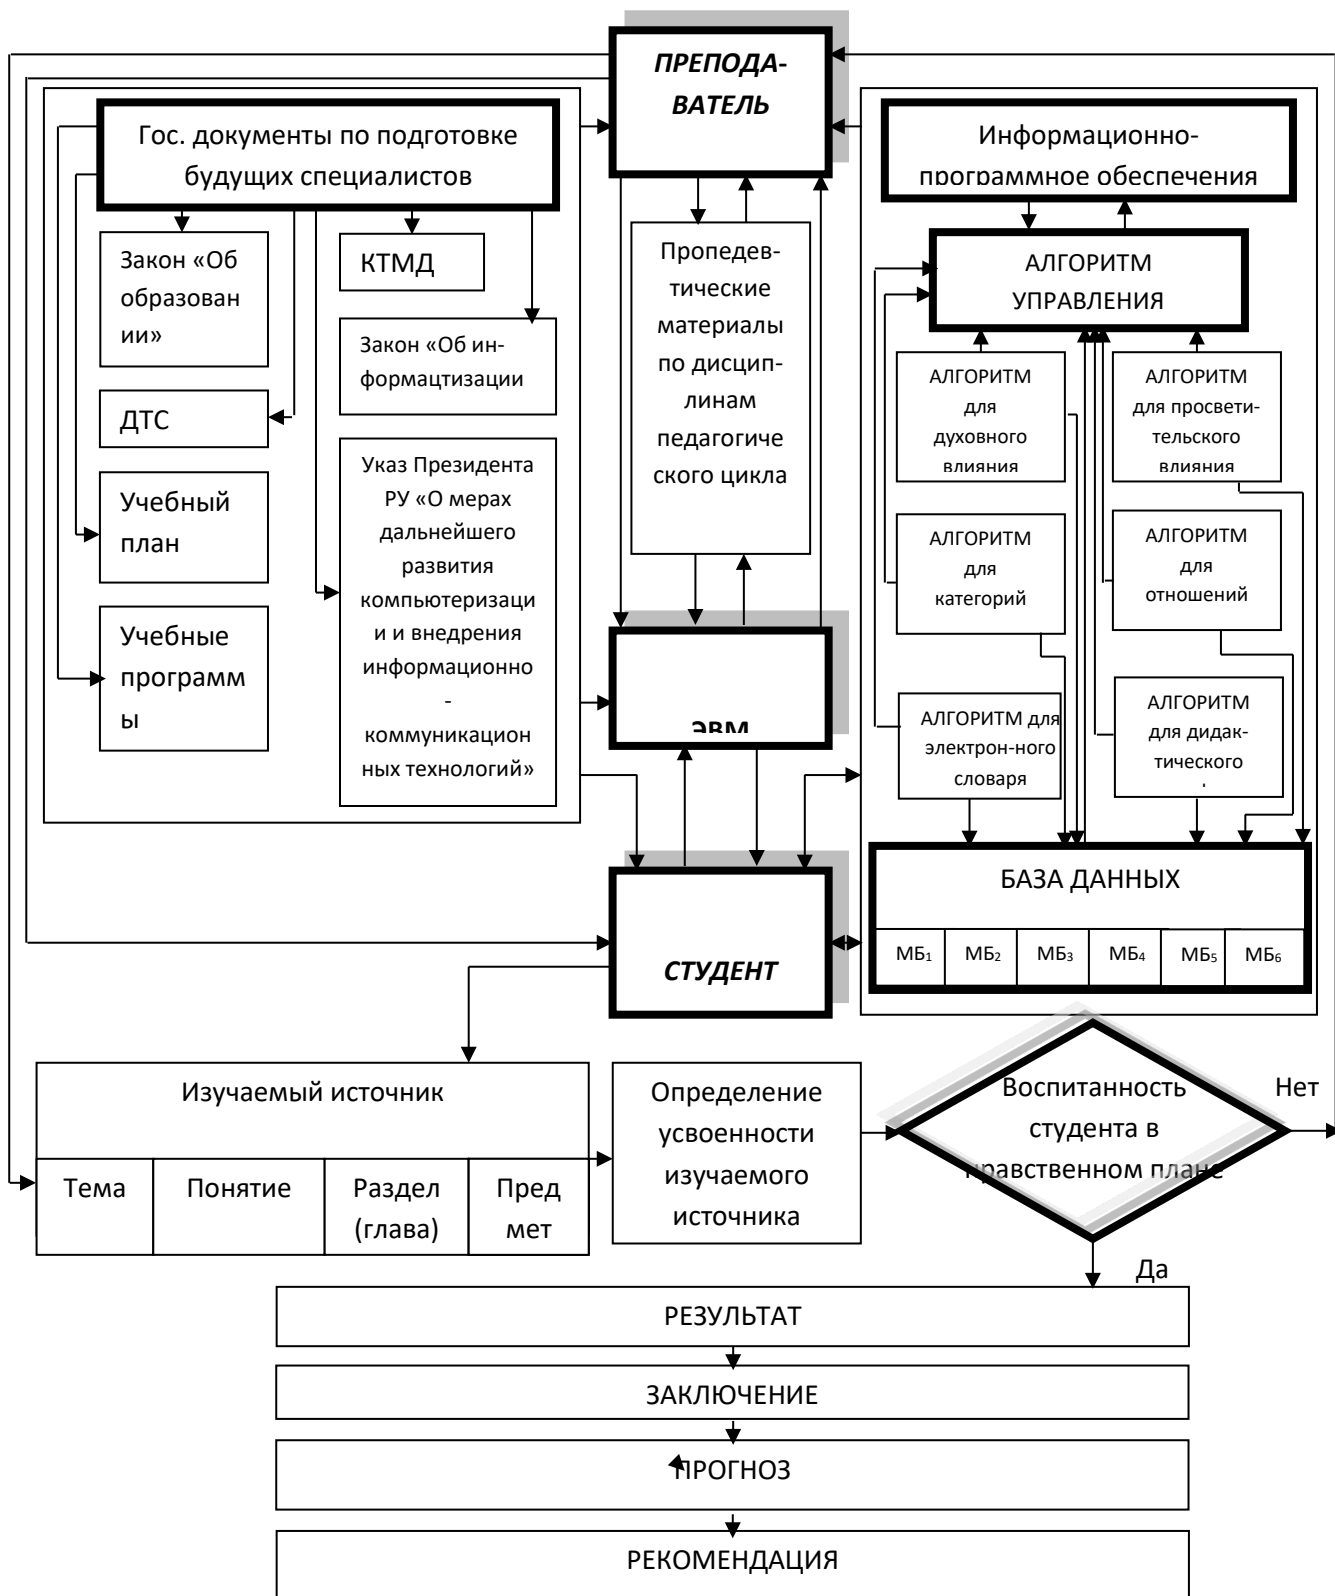 ПРЕПОДА-
ВАТЕЛЬ
Гос. документы по подготовке
будущих специалистов
Закон «Об
образован
ии»
ДТС
Учебный
план
Учебные
программ
ы
КТМД
Закон «Об ин-
формацтизации
Указ Президента
РУ «О мерах
дальнейшего
развития
компьютеризаци
и и внедрения
информационно
-
коммуникацион
ных технологий»
Пропедев-
тические
материалы
по дисцип-
линам
педагогиче
ского цикла
ЭВМ
СТУДЕНТ
Информационно-
программное обеспечения
АЛГОРИТМ
УПРАВЛЕНИЯ
АЛГОРИТМ
для
духовного
влияния
АЛГОРИТМ
для просвети-
тельского
влияния
АЛГОРИТМ
для
категорий
АЛГОРИТМ
для
отношений
АЛГОРИТМ для
электрон-ного
словаря
АЛГОРИТМ
для дидак-
тического
БАЗА ДАННЫХ
МБ₁ МБ₂ МБ₃ МБ₄ МБ₅ МБ₆
Изучаемый источник
Тема
Понятие
Раздел
(глава)
Пред
мет
Определение
усвоенности
изучаемого
источника
Воспитанность
студента в
нравственном плане
Нет
Да
РЕЗУЛЬТАТ
ЗАКЛЮЧЕНИЕ
ПРОГНОЗ
РЕКОМЕНДАЦИЯ